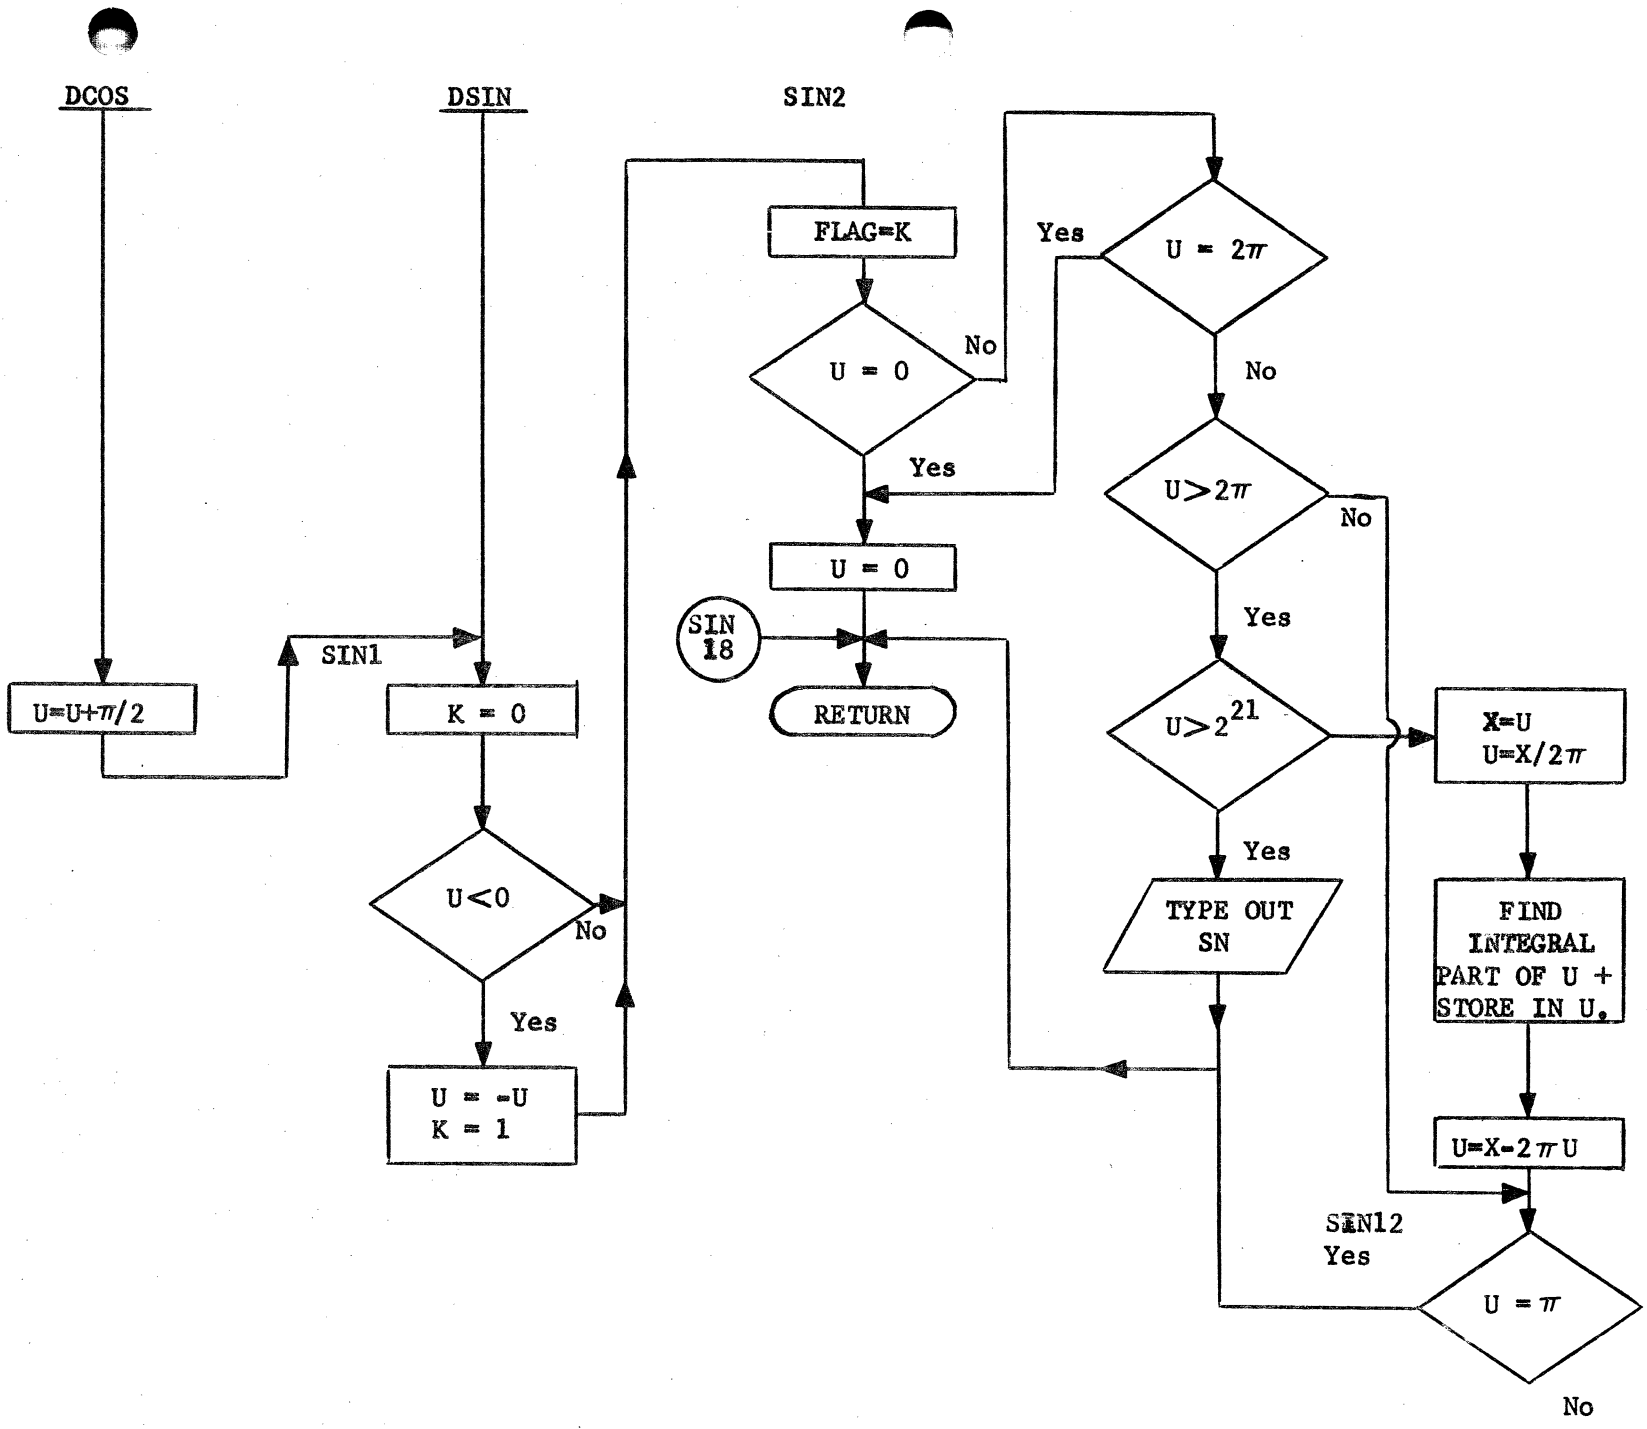 DCOS
DSIN
SIN2
FLAG=K
Yes
U = 2π
No
U = 0
No
Yes
U>2π
No
U = 0
Yes
SIN
18
SIN1
U=U+π/2
K = 0
RETURN
U>2²¹
X=U
U=X/2π
Yes
U<0
No
TYPE OUT
SN
FIND
INTEGRAL
PART OF U +
STORE IN U.
Yes
U = -U
K = 1
U=X-2πU
SIN12
Yes
U = π
No